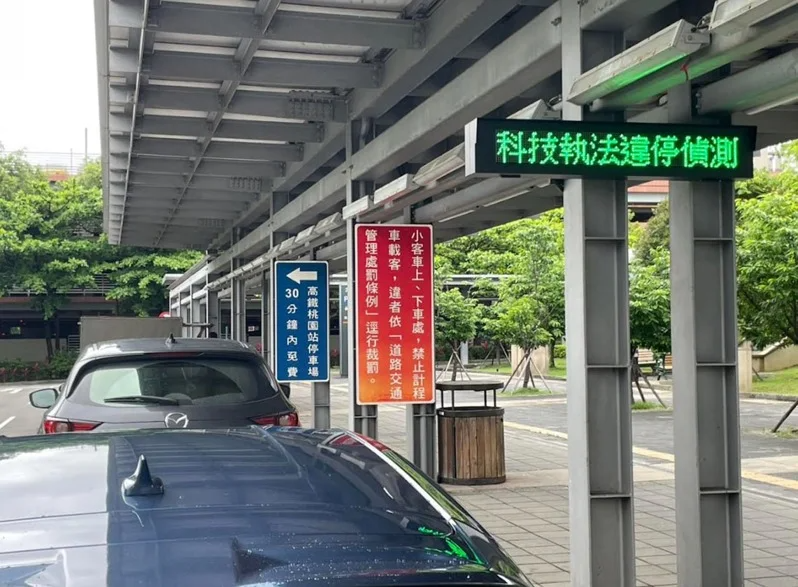 科技執法違停偵測
小客車上、下車處，禁止計程
車載客，違者依「道路交通
管理處罰條例」逕行裁罰。
高鐵桃園站停車場
30分鐘內免費